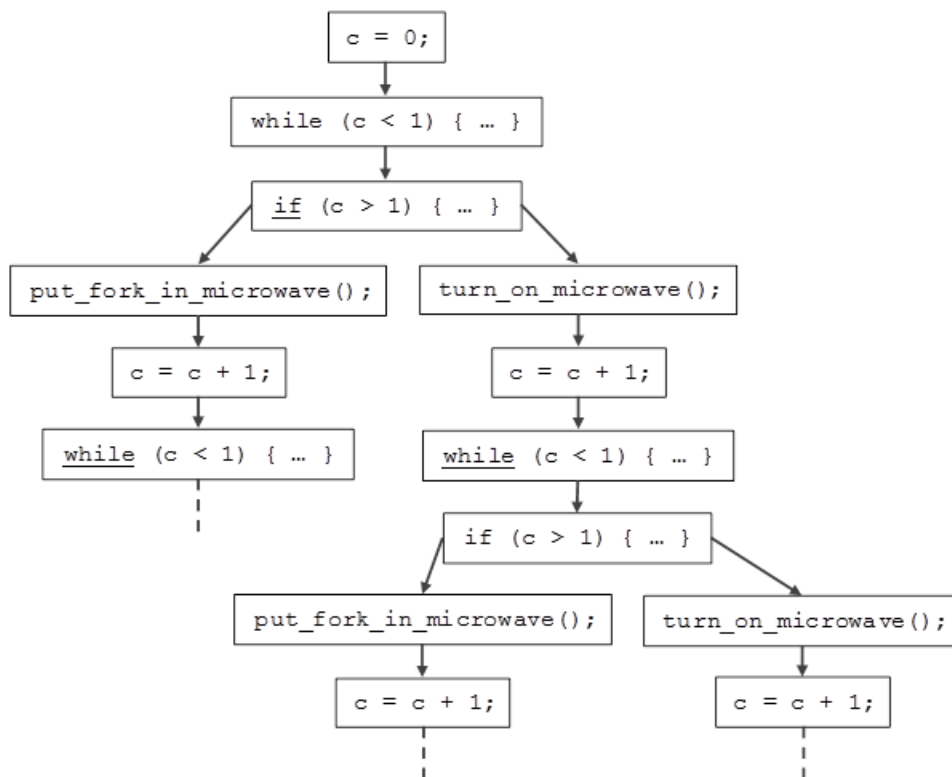 c = 0;
while (c < 1) { … }
if (c > 1) { … }
put_fork_in_microwave();
turn_on_microwave();
c = c + 1;
c = c + 1;
while (c < 1) { … }
while (c < 1) { … }
if (c > 1) { … }
put_fork_in_microwave();
turn_on_microwave();
c = c + 1;
c = c + 1;